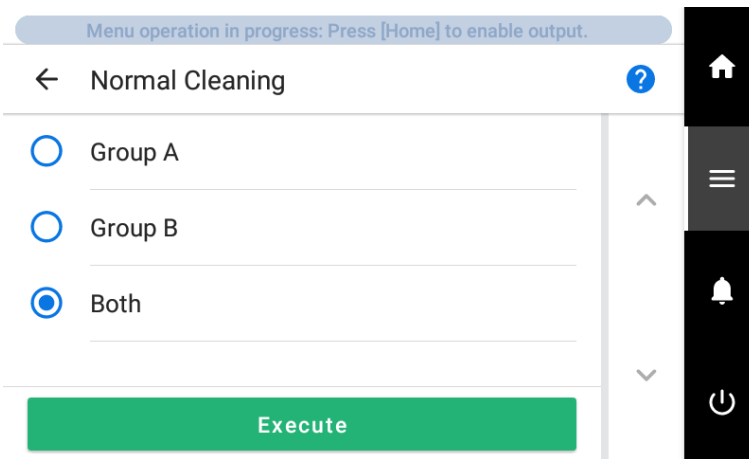 Menu operation in progress: Press [Home] to enable output.
Normal Cleaning
?
Group A
Group B
Both
Execute